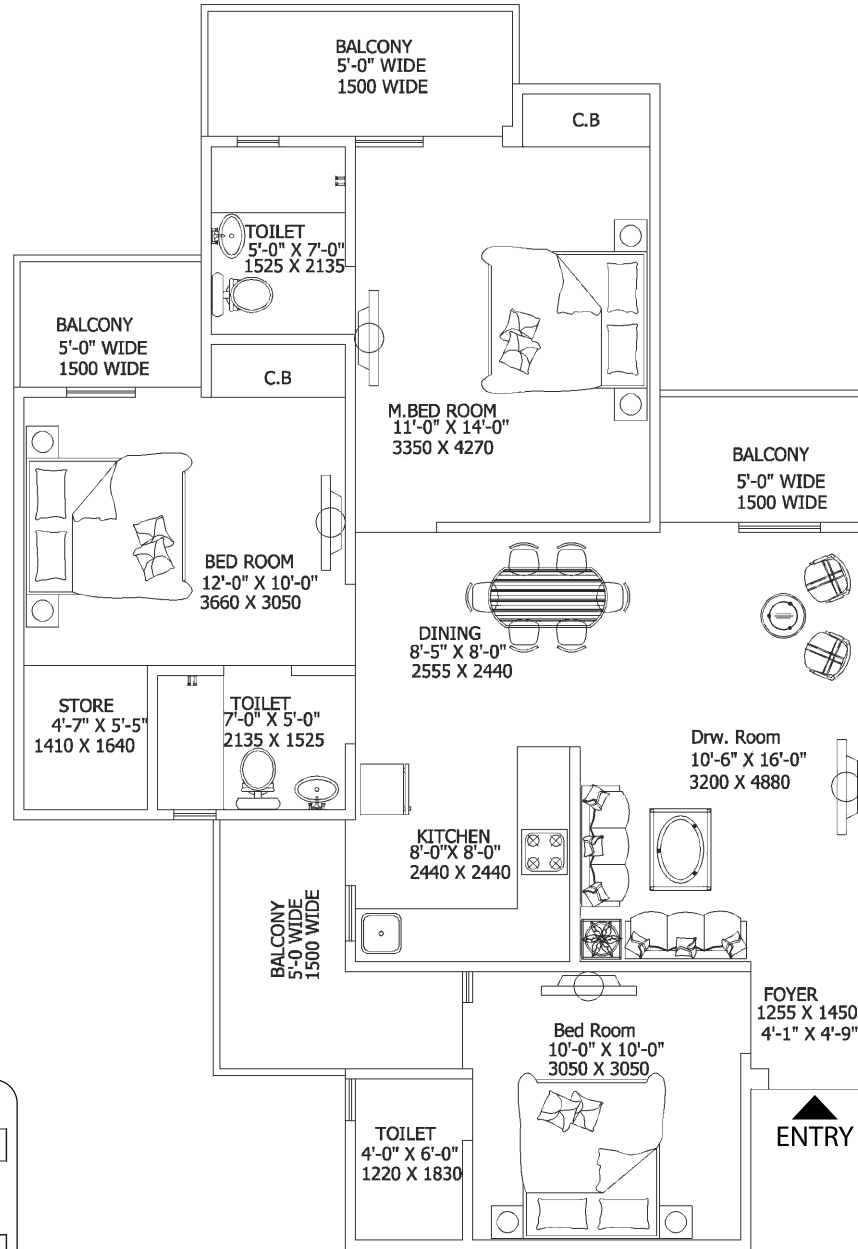 BALCONY
5'-0" WIDE
1500 WIDE
C.B
TOILET
5'-0" X 7'-0"
1525 X 2135
BALCONY
5'-0" WIDE
1500 WIDE
C.B
M.BED ROOM
11'-0" X 14'-0"
3350 X 4270
BALCONY
5'-0" WIDE
1500 WIDE
BED ROOM
12'-0" X 10'-0"
3660 X 3050
DINING
8'-5" X 8'-0"
2555 X 2440
STORE
4'-7" X 5'-5"
1410 X 1640
TOILET
7'-0" X 5'-0"
2135 X 1525
Drw. Room
10'-6" X 16'-0"
3200 X 4880
KITCHEN
8'-0"X 8'-0"
2440 X 2440
BALCONY
5'-0 WIDE
1500 WIDE
FOYER
1255 X 1450
4'-1" X 4'-9"
Bed Room
10'-0" X 10'-0"
3050 X 3050
TOILET
4'-0" X 6'-0"
1220 X 1830
ENTRY